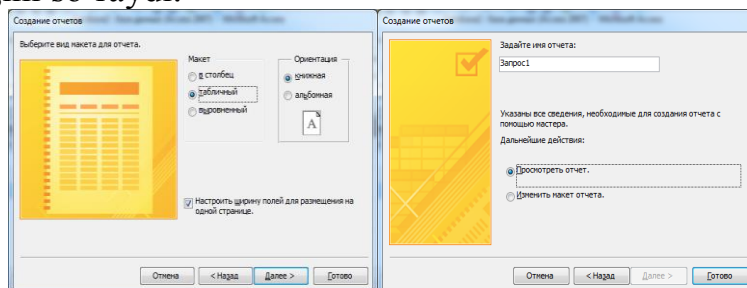 Создание отчетов
Выберите вид макета для отчета.
Макет
в столбец
табличный
выровненный
Ориентация
книжная
альбомная
A
Настроить ширину полей для размещения на
одной странице.
Отмена
< Назад
Далее >
Готово
Создание отчетов
Задайте имя отчета:
Запрос1
Указаны все сведения, необходимые для создания отчета с
помощью мастера.
Дальнейшие действия:
Просмотреть отчет.
Изменить макет отчета.
Отмена
< Назад
Далее >
Готово